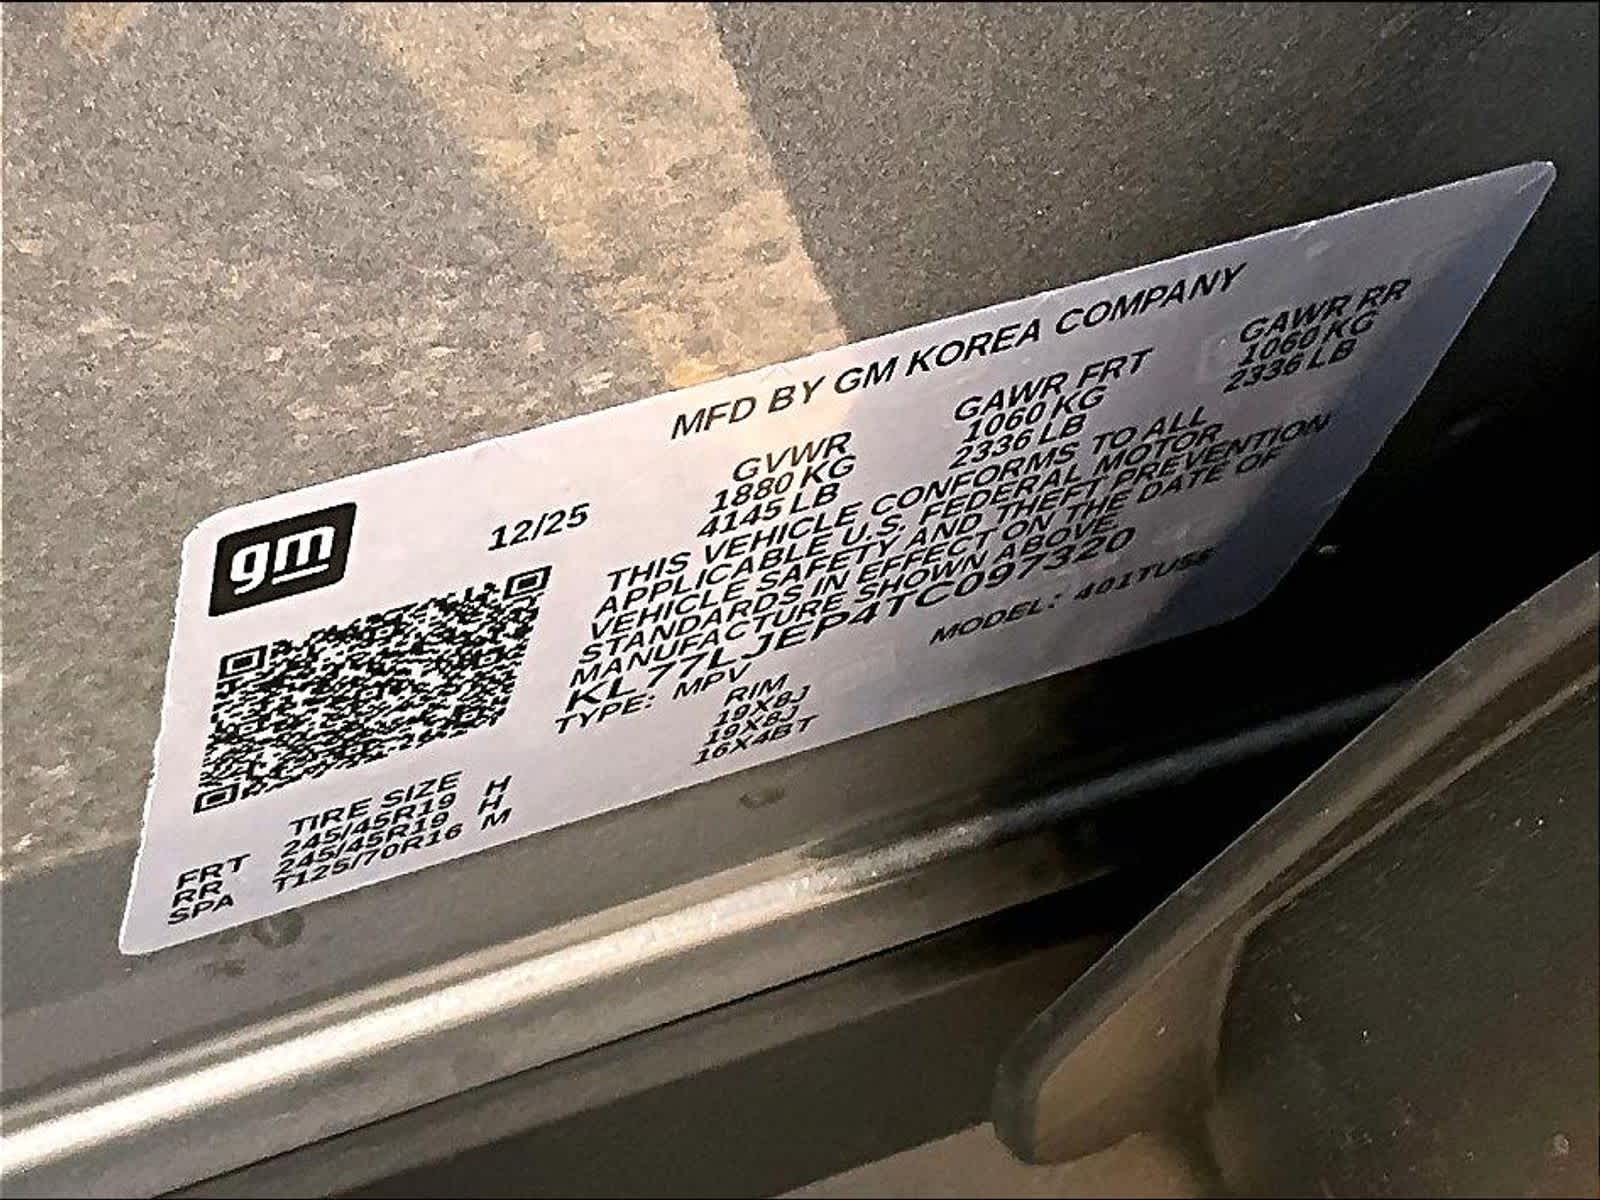 MFD BY GM KOREA COMPANY
gm
12/25
GVWR GAWR FRT GAWR RR
1880 KG 1060 KG 1060 KG
4145 LB 2336 LB 2336 LB
THIS VEHICLE CONFORMS TO ALL
APPLICABLE U.S. FEDERAL MOTOR
VEHICLE SAFETY AND THEFT PREVENTION
STANDARDS IN EFFECT ON THE DATE OF
MANUFACTURE SHOWN ABOVE.
KL77LJEP4TC097320
TYPE: MPV MODEL:
TIRE SIZE RIM
FRT 245/45R19 H 19X8J
RR 245/45R19 H 19X8J
SPA T125/70R16 M 16X4BT